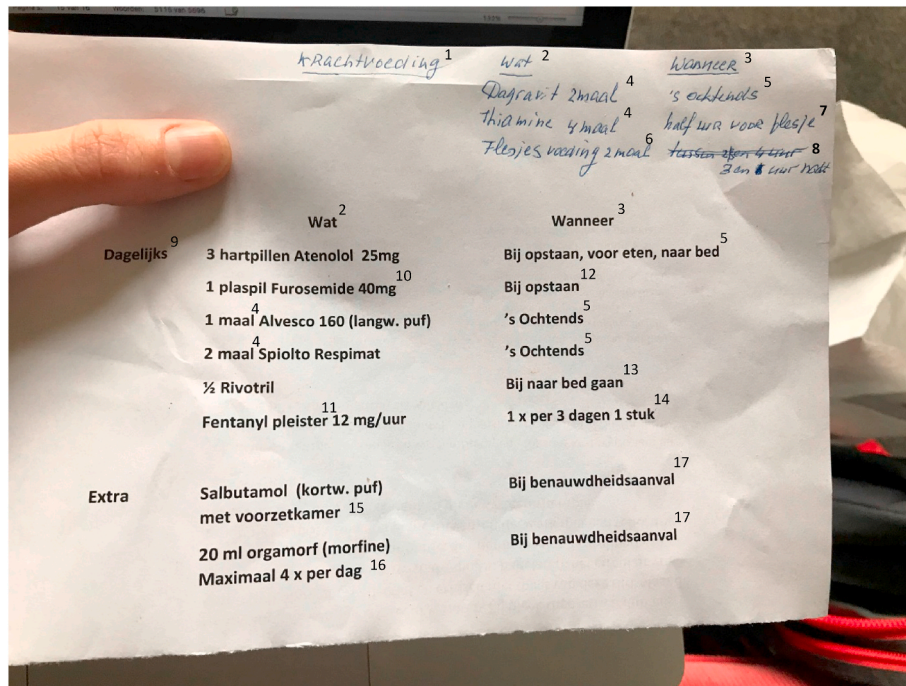 Krachtvoeding 1 Wat 2 Wanneer 3
Dagravit 2maal 4 's ochtends 5
Thiamine 4 maal 4 half uur voor flesje 7
Flesjes voeding 2 maal 6 8
3 en uur nacht
Wat 2 Wanneer 3
Dagelijks 9 3 hartpillen Atenolol 25mg Bij opstaan, voor eten, naar bed 5
1 plaspil Furosemide 40mg 10 Bij opstaan 12
1 maal 4 Alvesco 160 (langw. puf) 's Ochtends 5
2 maal 4 Spiolto Respimat 's Ochtends 5
½ Rivotril Bij naar bed gaan 13
Fentanyl pleister 11 12 mg/uur 1 x per 3 dagen 1 stuk 14
Extra Salbutamol (kortw. puf) Bij benauwdheidsaanval 17
met voorzetkamer 15
20 ml orgamorf (morfine) Bij benauwdheidsaanval 17
Maximaal 4 x per dag 16